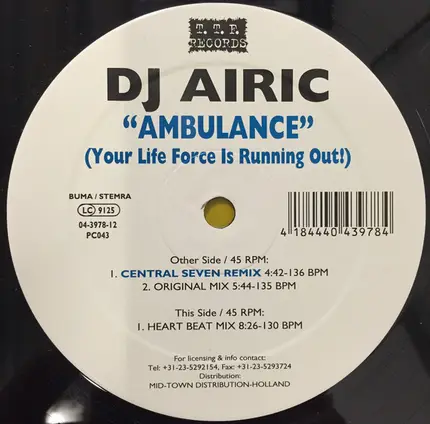 T.T.F.
RECORDS
DJ AIRIC
“AMBULANCE”
(Your Life Force Is Running Out!)
BUMA / STEMRA
LC 9125
04-3978-12
PC043
4 184440 439784
Other Side / 45 RPM:
1. CENTRAL SEVEN REMIX 4:42-136 BPM
2. ORIGINAL MIX 5:44-135 BPM
This Side / 45 RPM:
1. HEART BEAT MIX 8:26-130 BPM
For licensing & info contact:
Tel: +31-23-5292154, Fax: +31-23-5293724
Distribution:
MID-TOWN DISTRIBUTION-HOLLAND